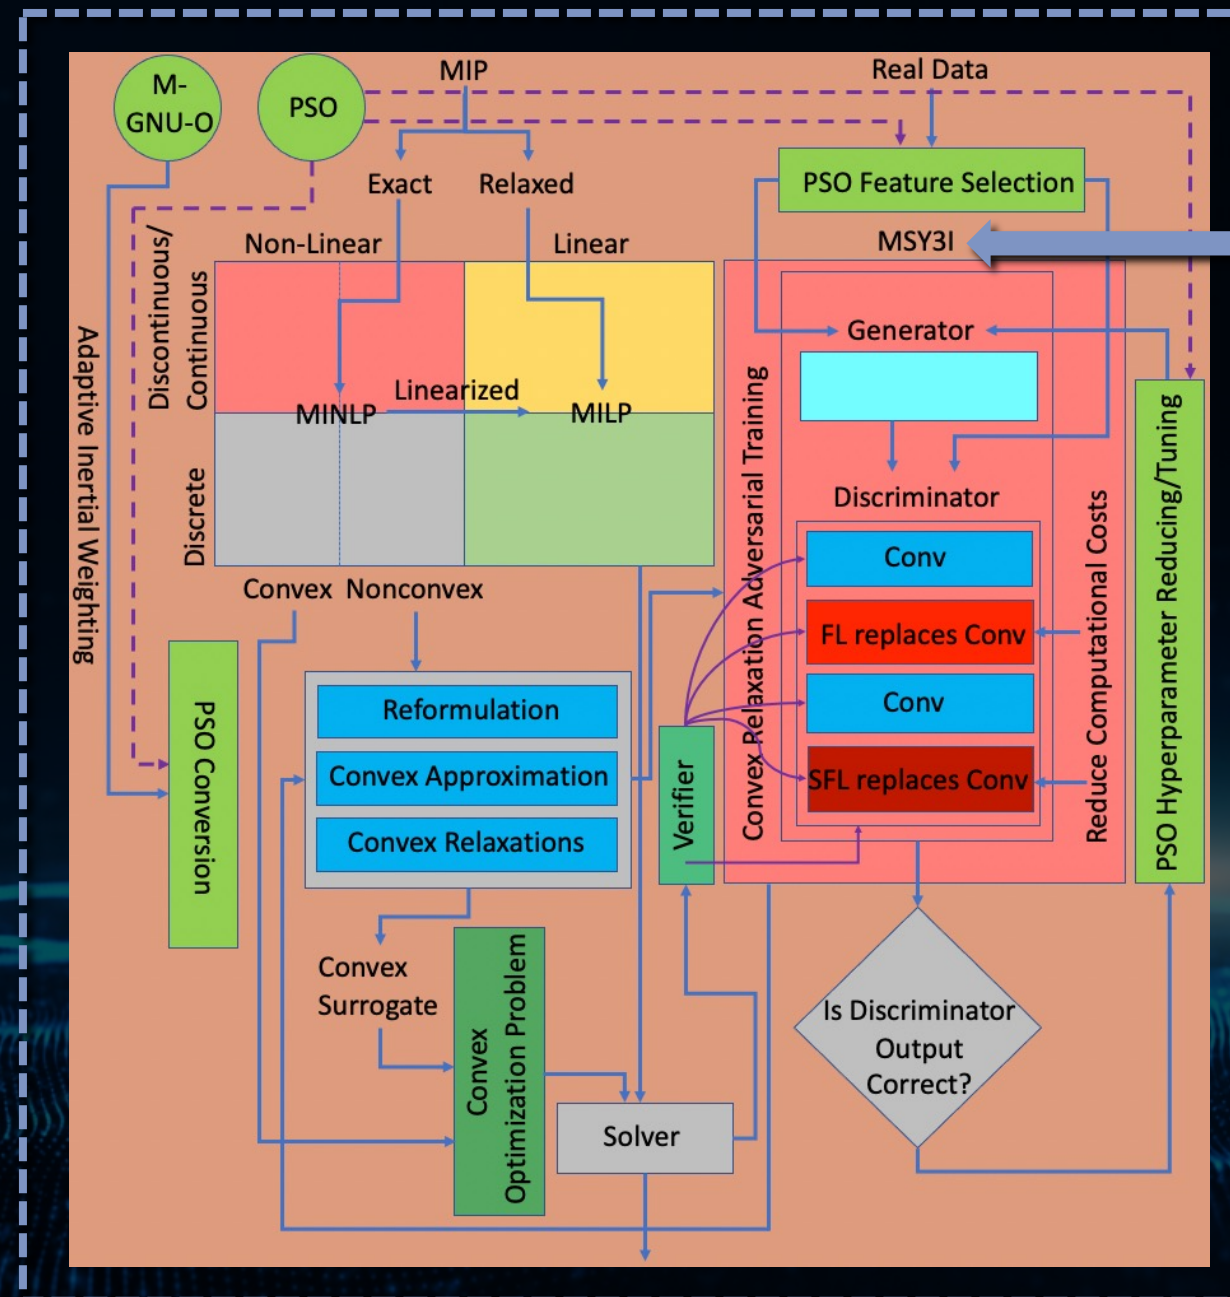 M-
GNU-O
PSO
MIP
Real Data
Exact
Relaxed
PSO Feature Selection
Non-Linear
Linear
MSY3I
Discontinuous/
Continuous
Discrete
Adaptive Inertial Weighting
Linearized
MINLP
MILP
Generator
Discriminator
Conv
FL replaces Conv
Conv
SFL replaces Conv
Convex Relaxation Adversarial Training
Reduce Computational Costs
PSO Hyperparameter Reducing/Tuning
Convex
Nonconvex
PSO Conversion
Reformulation
Convex Approximation
Convex Relaxations
Verifier
Convex
Surrogate
Convex
Optimization Problem
Solver
Is Discriminator
Output
Correct?